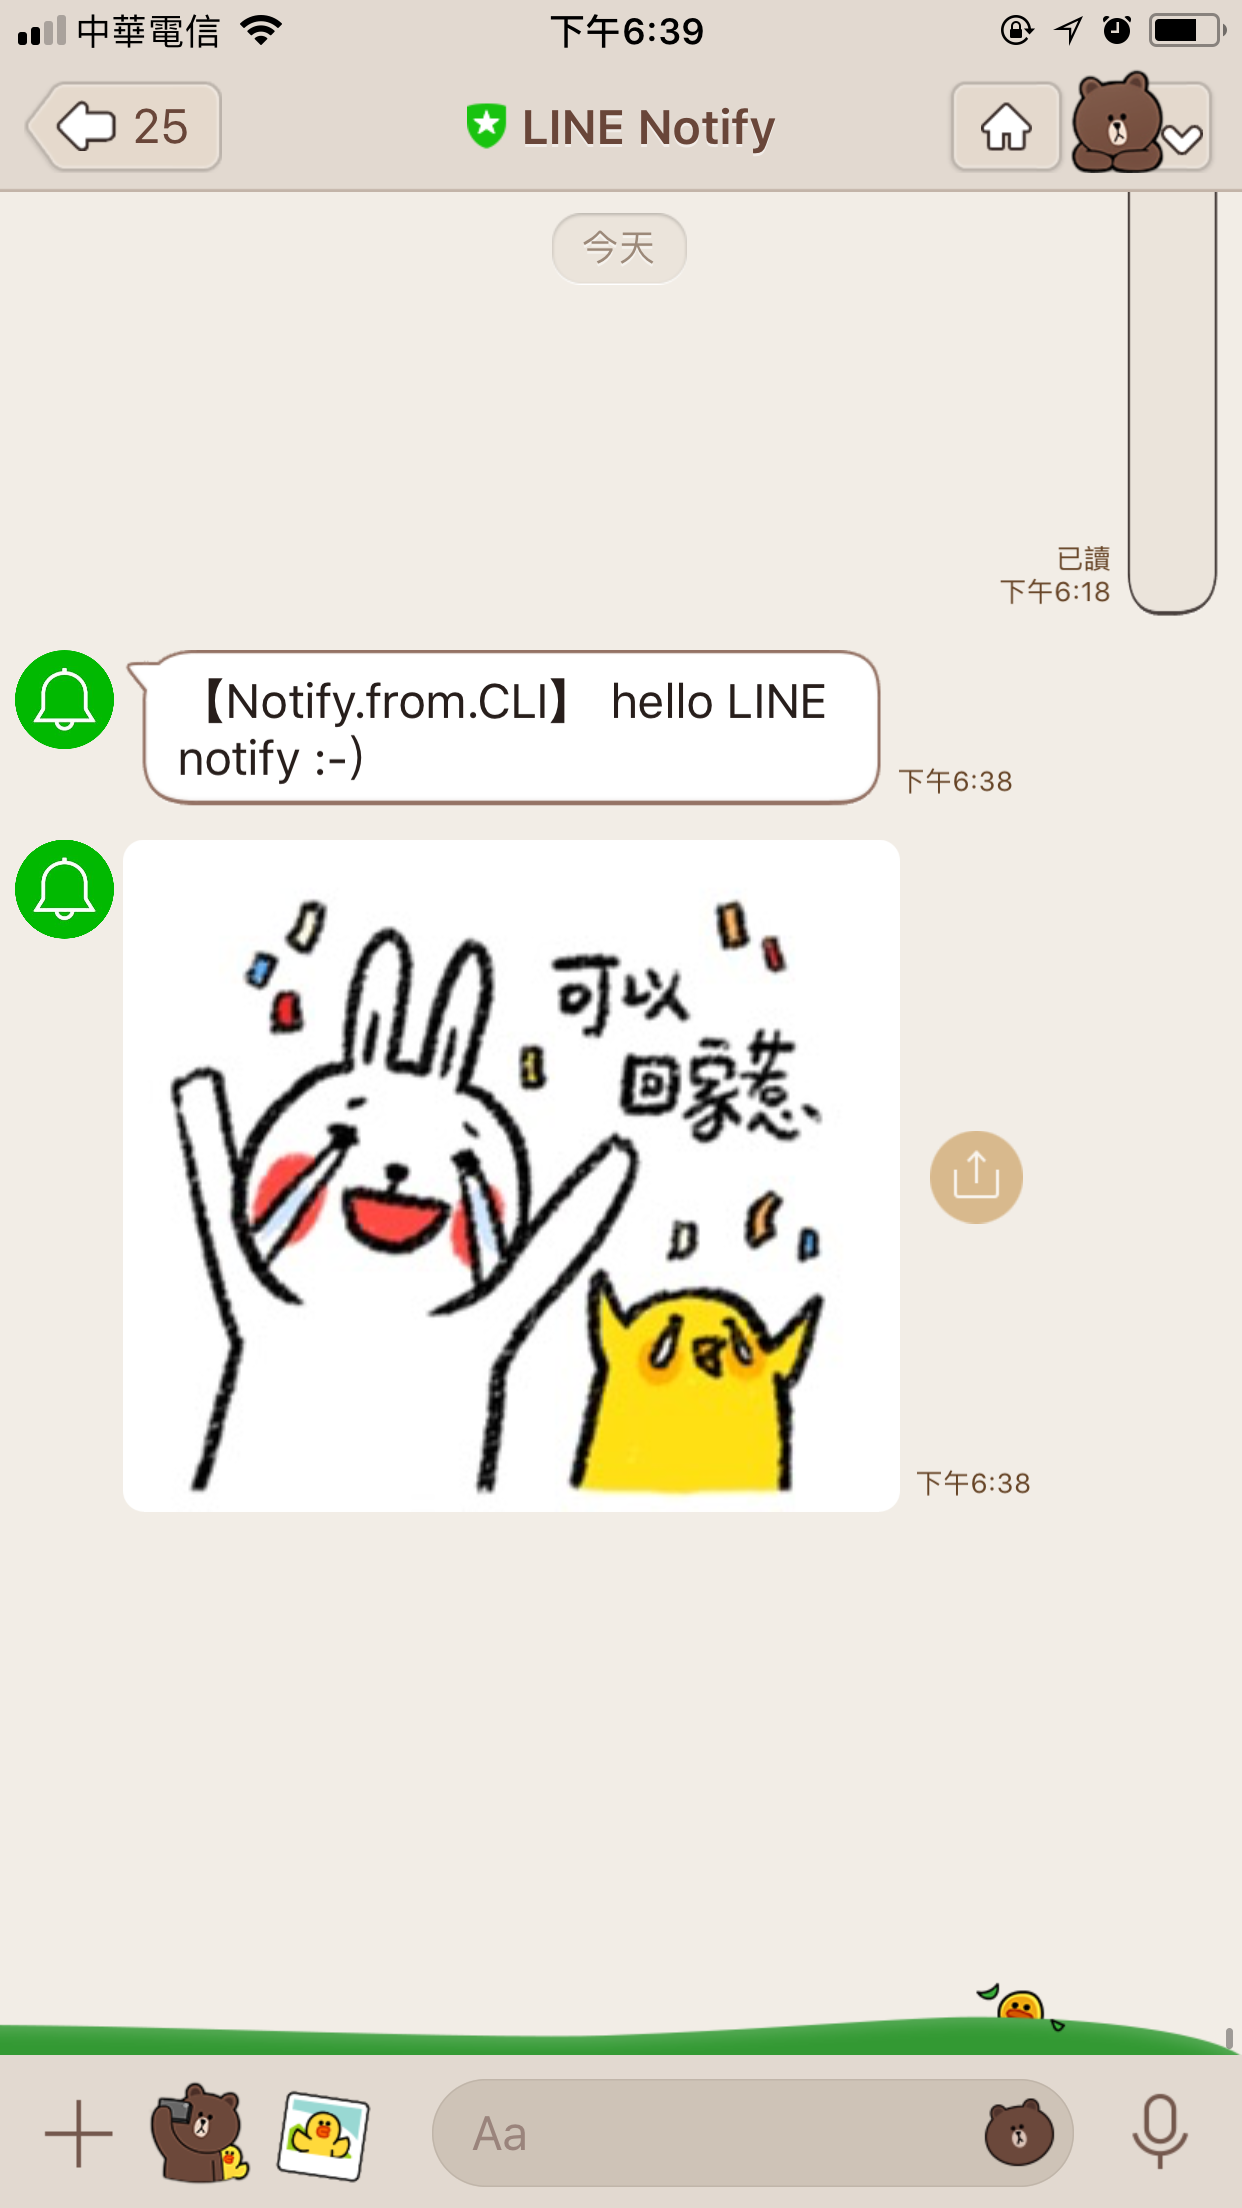 中華電信
下午6:39
25
LINE Notify
今天
已讀
下午6:18
【Notify.from.CLI】 hello LINE
notify :-)
下午6:38
可以
回家惹
下午6:38
Aa